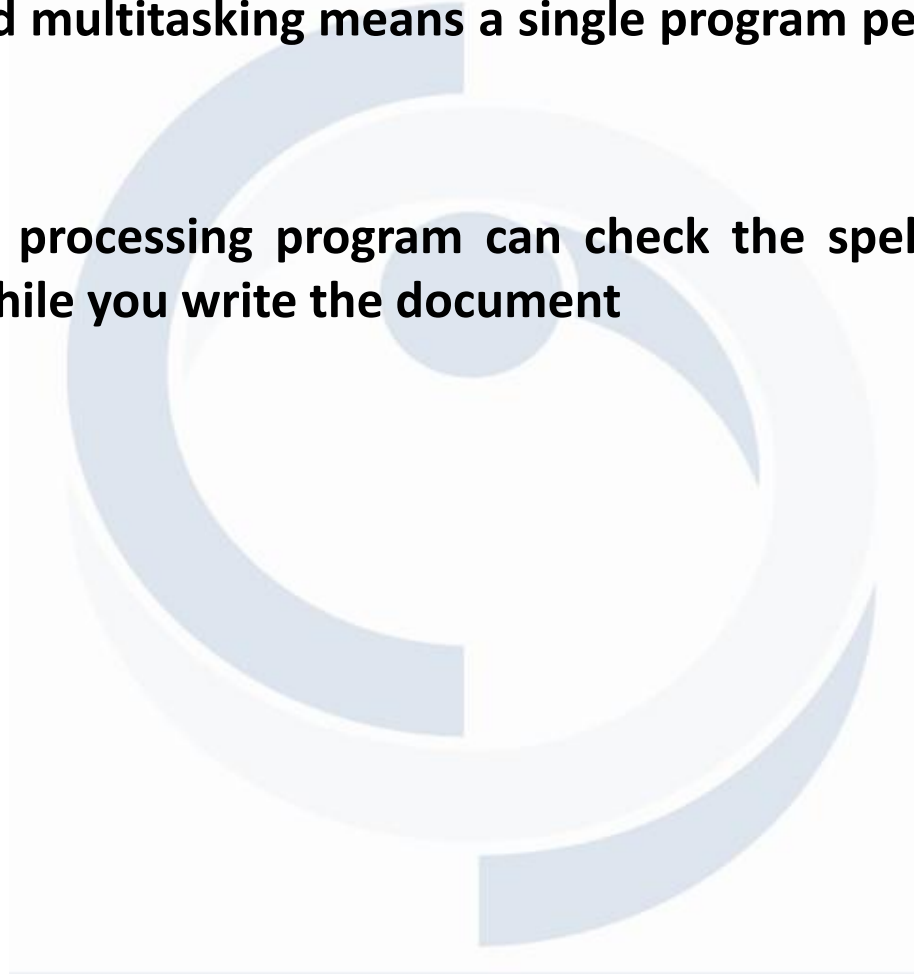 d multitasking means a single program pe
processing program can check the spel
hile you write the document